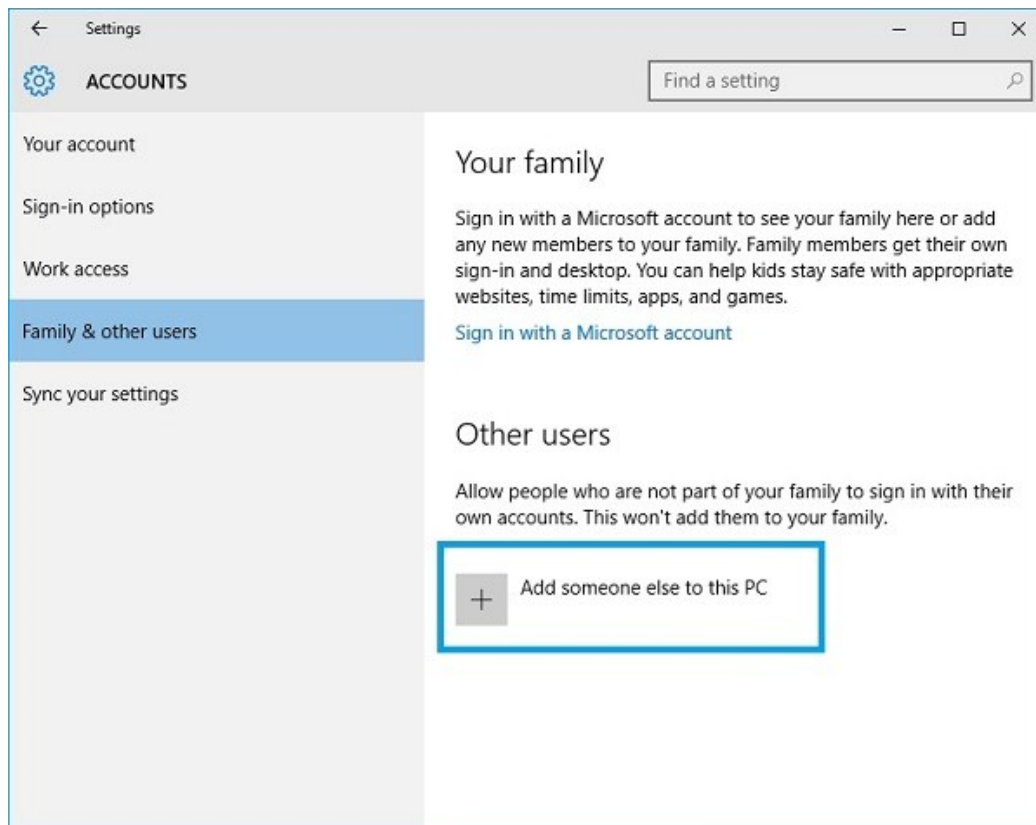 Settings
ACCOUNTS
Find a setting
Your account
Sign-in options
Work access
Family & other users
Sync your settings
Your family
Sign in with a Microsoft account to see your family here or add
any new members to your family. Family members get their own
sign-in and desktop. You can help kids stay safe with appropriate
websites, time limits, apps, and games.
Sign in with a Microsoft account
Other users
Allow people who are not part of your family to sign in with their
own accounts. This won't add them to your family.
Add someone else to this PC